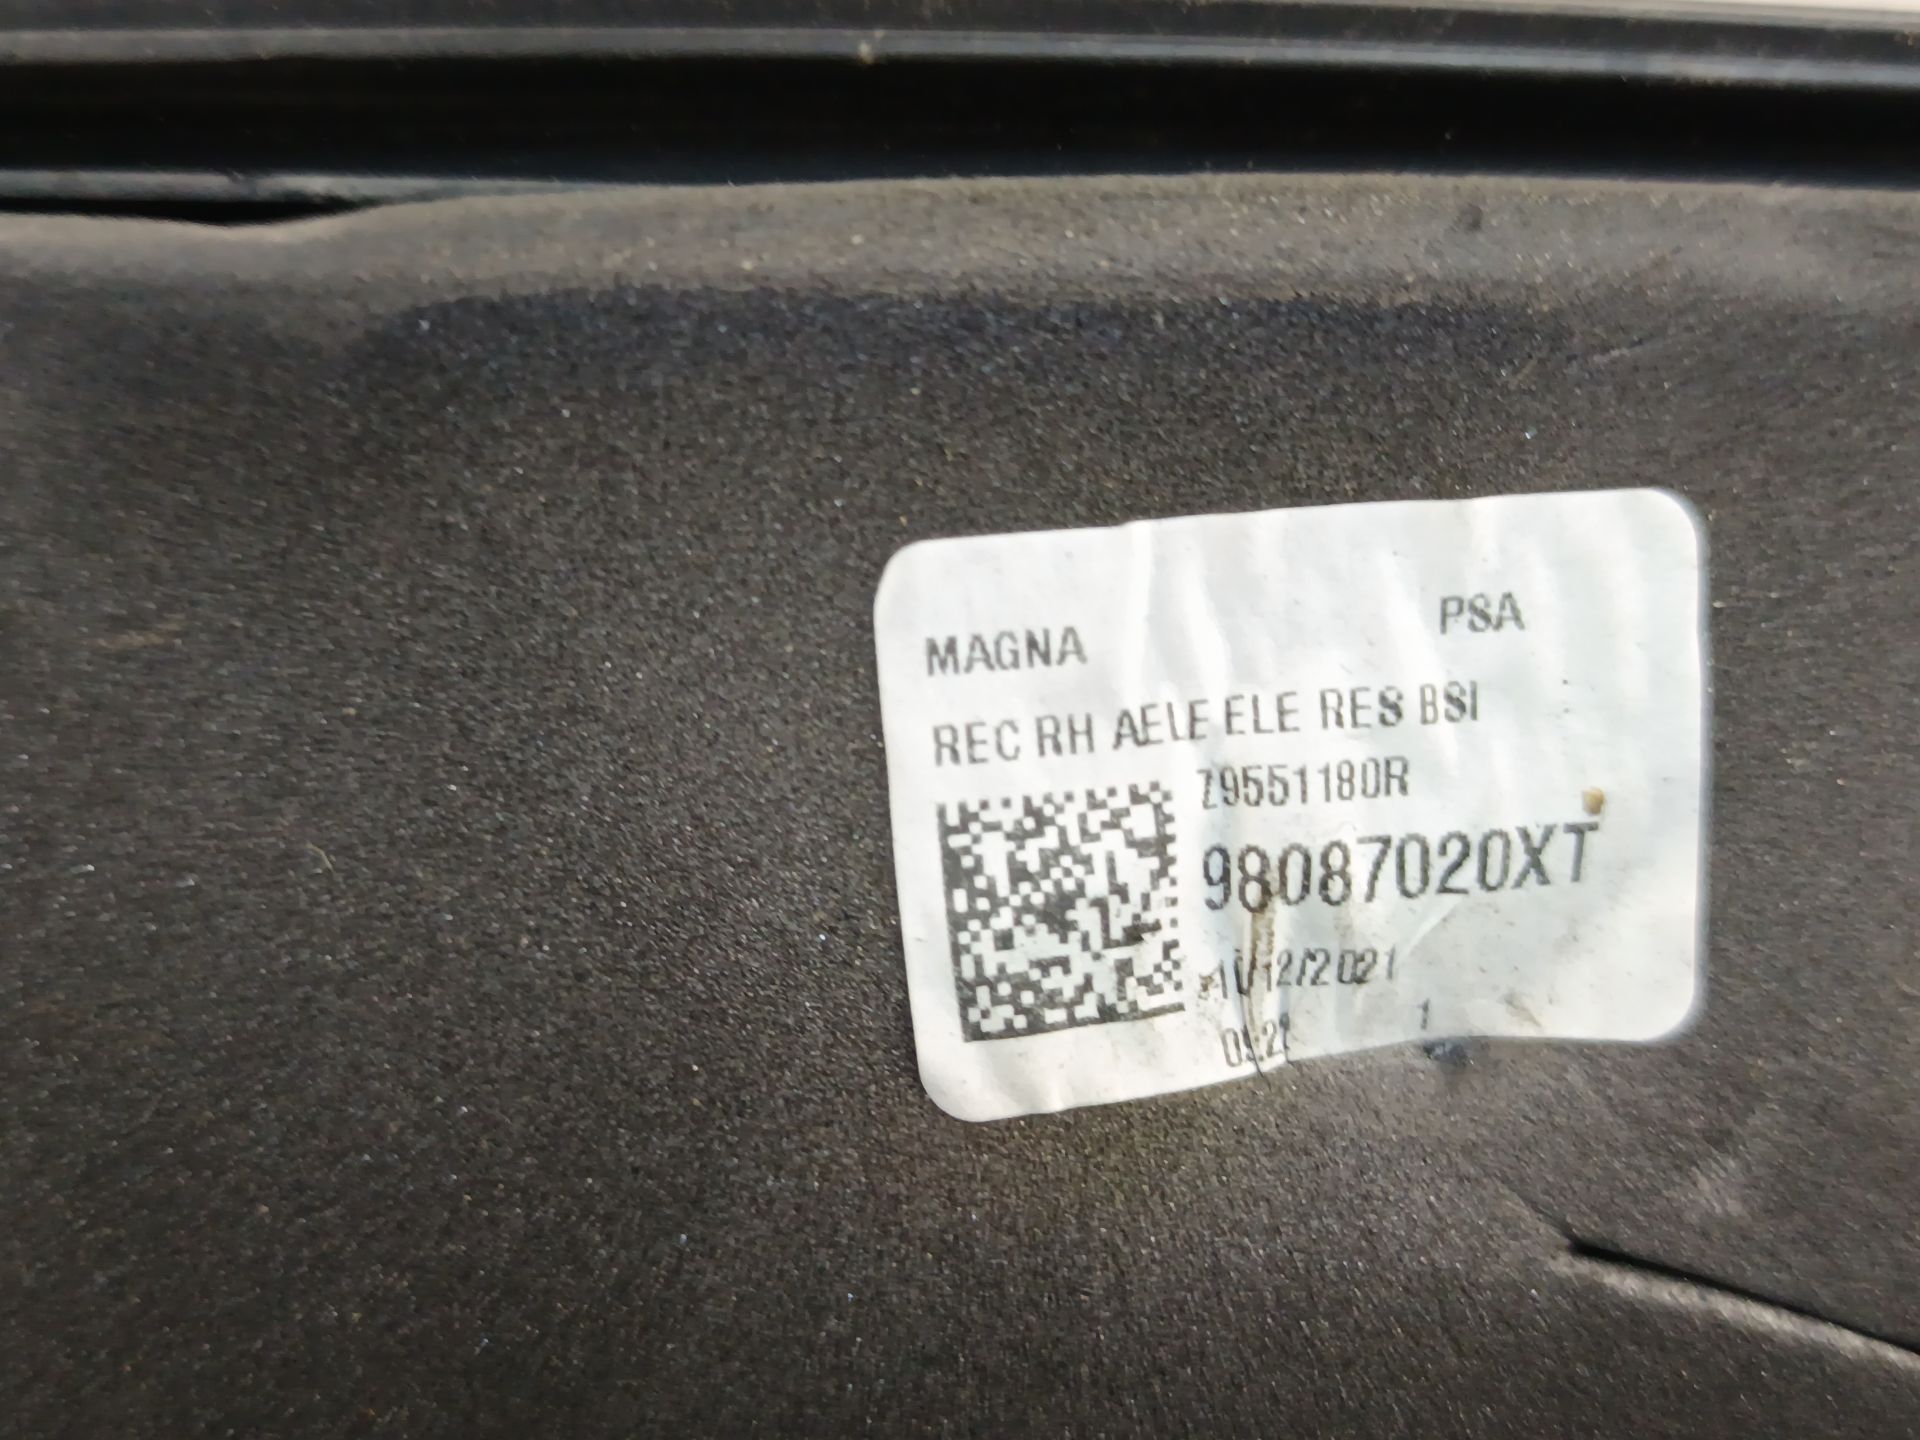 MAGNA PSA
REC RH AELE ELE RES BSI
Z9551180R
98087020XT
1